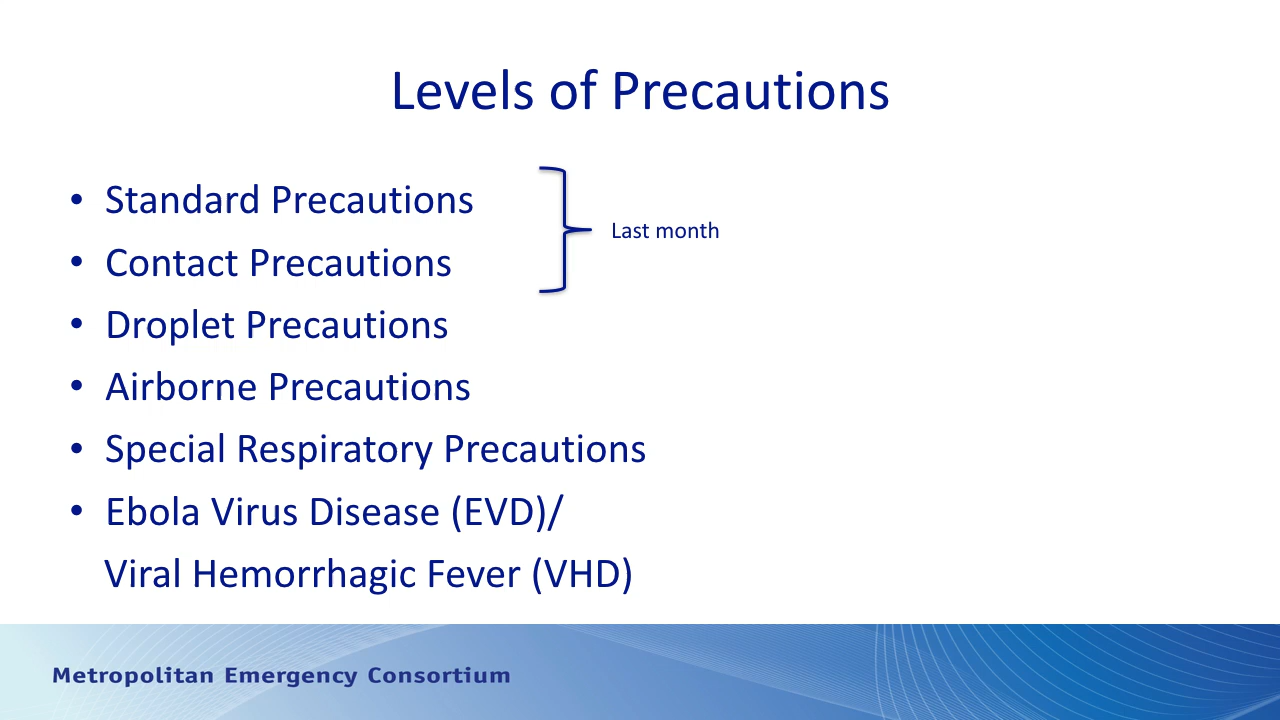 Levels of Precautions
• Standard Precautions
• Contact Precautions
Last month
• Droplet Precautions
• Airborne Precautions
• Special Respiratory Precautions
• Ebola Virus Disease (EVD)/
Viral Hemorrhagic Fever (VHD)
Metropolitan Emergency Consortium